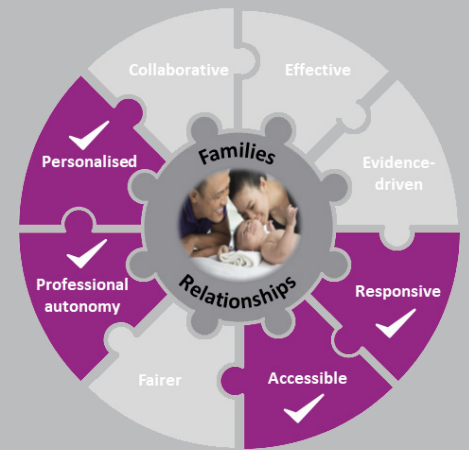 Collaborative
Effective
Personalised
Families
Evidence-
driven
Professional
autonomy
Relationships
Responsive
Fairer
Accessible